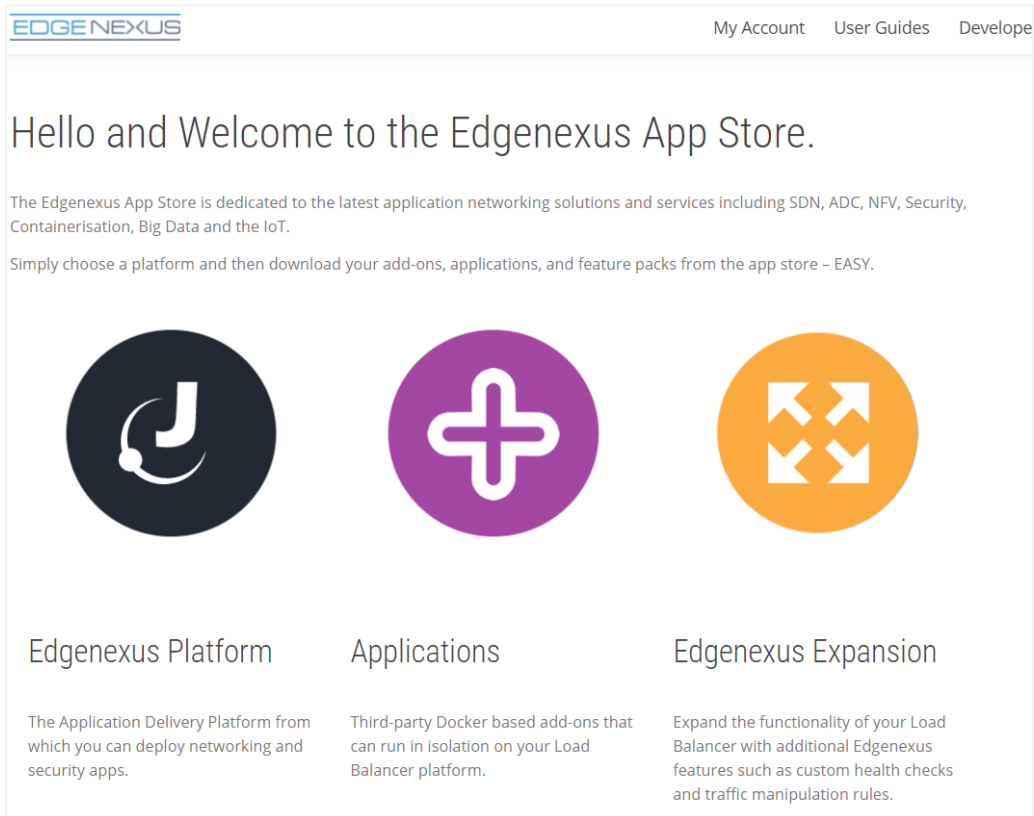 EDGENEXUS
My Account User Guides Develope
Hello and Welcome to the Edgenexus App Store.
The Edgenexus App Store is dedicated to the latest application networking solutions and services including SDN, ADC, NFV, Security,
Containerisation, Big Data and the IoT.
Simply choose a platform and then download your add-ons, applications, and feature packs from the app store – EASY.
J
Edgenexus Platform
The Application Delivery Platform from
which you can deploy networking and
security apps.
Applications
Third-party Docker based add-ons that
can run in isolation on your Load
Balancer platform.
Edgenexus Expansion
Expand the functionality of your Load
Balancer with additional Edgenexus
features such as custom health checks
and traffic manipulation rules.